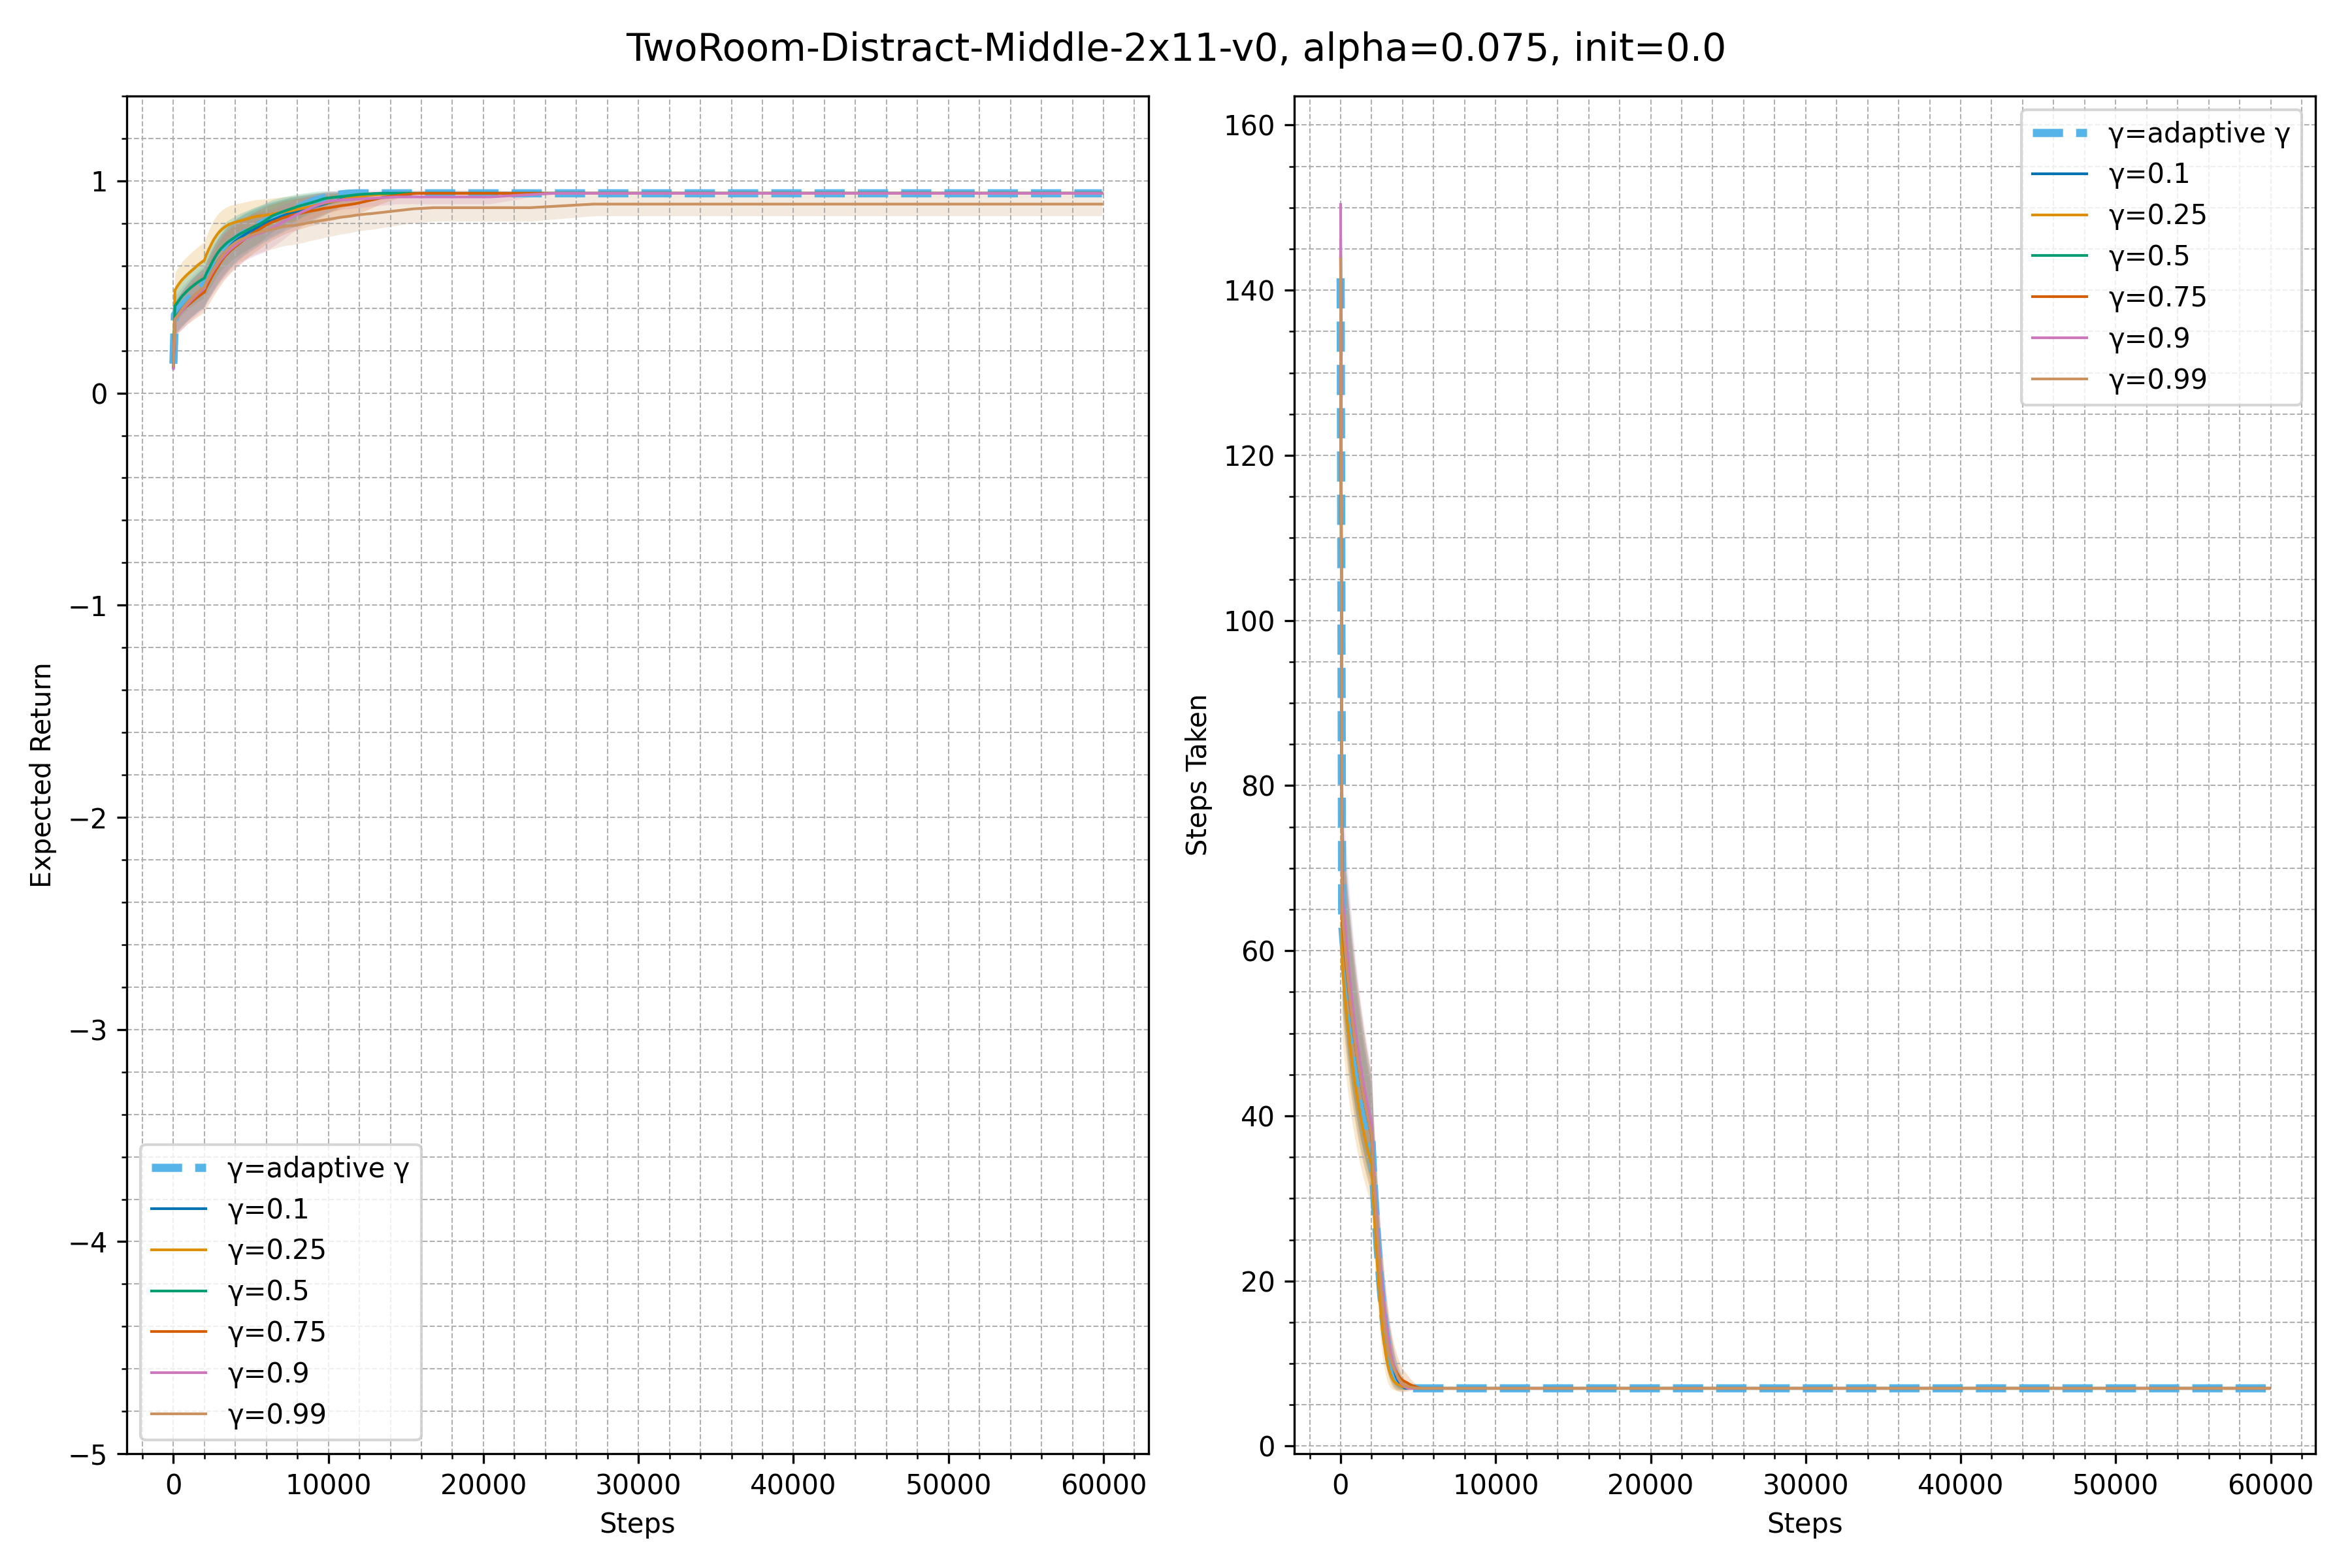 TwoRoom-Distract-Middle-2x11-v0, alpha=0.075, init=0.0
Expected Return
1
0
−1
−2
−3
−4
−5
γ=adaptive γ
γ=0.1
γ=0.25
γ=0.5
γ=0.75
γ=0.9
γ=0.99
0
10000
20000
30000
40000
50000
60000
Steps
Steps Taken
160
140
120
100
80
60
40
20
0
γ=adaptive γ
γ=0.1
γ=0.25
γ=0.5
γ=0.75
γ=0.9
γ=0.99
0
10000
20000
30000
40000
50000
60000
Steps